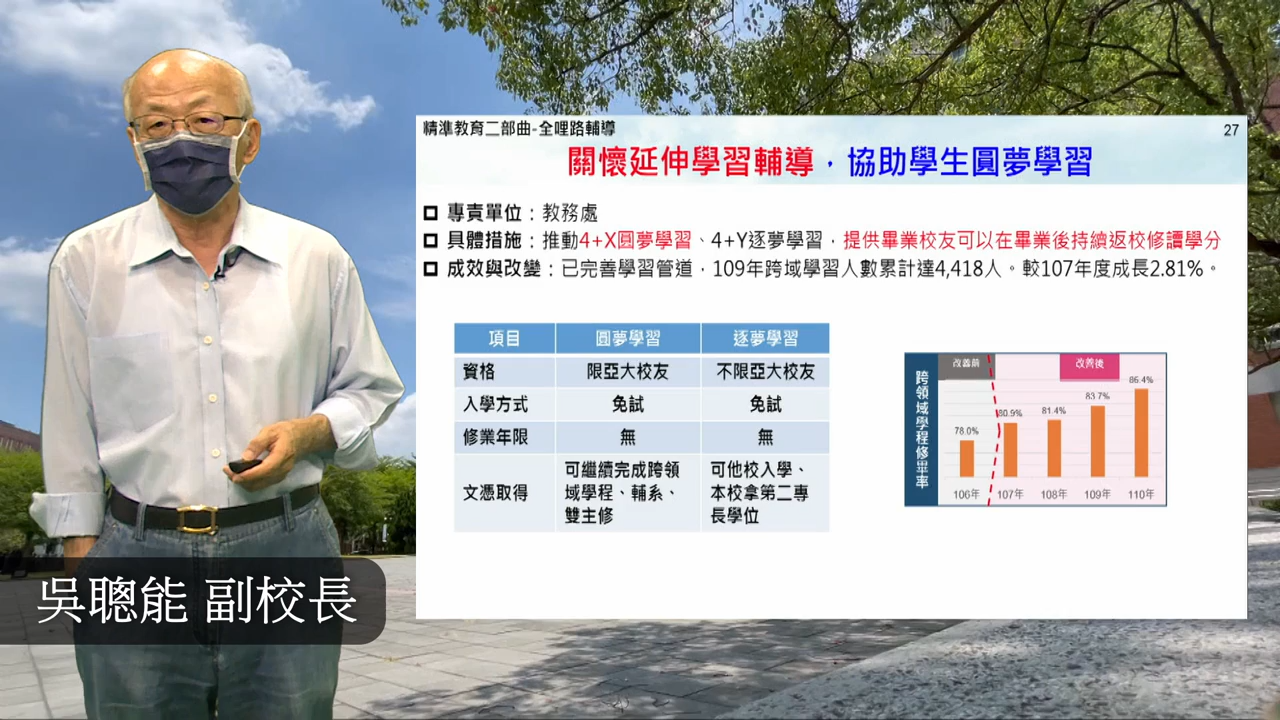 精準教育二部曲-全哩路輔導
27
關懷延伸學習輔導，協助學生圓夢學習
專責單位：教務處
具體措施：推動4+X圓夢學習、4+Y逐夢學習，提供畢業校友可以在畢業後持續返校修讀學分
成效與改變：已完善學習管道，109年跨域學習人數累計達4,418人。較107年度成長2.81%。
項目 圓夢學習 逐夢學習
資格 限亞大校友 不限亞大校友
入學方式 免試 免試
修業年限 無 無
文憑取得 可繼續完成跨領域學程、輔系、雙主修 可他校入學、本校拿第二專長學位
跨領域學程修畢率
改善前 改善後
78.0% 80.9% 81.4% 83.7% 86.4%
106年 107年 108年 109年 110年
吳聰能 副校長